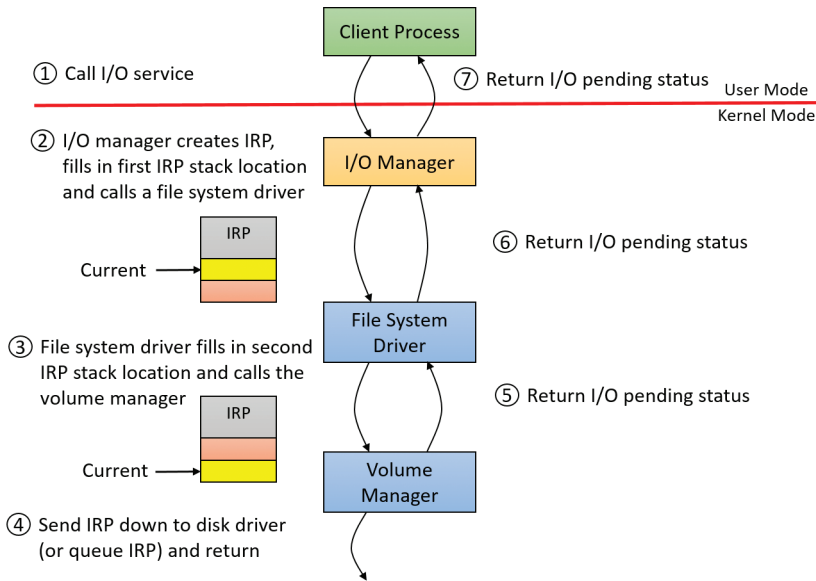 Client Process
① Call I/O service
⑦ Return I/O pending status
User Mode
Kernel Mode
② I/O manager creates IRP,
fills in first IRP stack location
and calls a file system driver
I/O Manager
IRP
Current
⑥ Return I/O pending status
File System
Driver
③ File system driver fills in second
IRP stack location and calls the
volume manager
⑤ Return I/O pending status
IRP
Current
Volume
Manager
④ Send IRP down to disk driver
(or queue IRP) and return